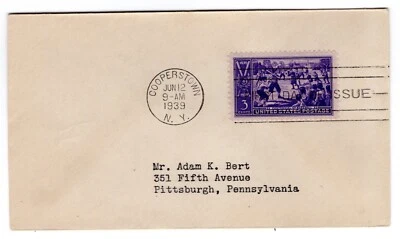 COOPERSTOWN
JUN 12
9-AM
1939
N. Y.
3
UNITED STATES POSTAGE
DAY ISSUE
Mr. Adam K. Bert
351 Fifth Avenue
Pittsburgh, Pennsylvania